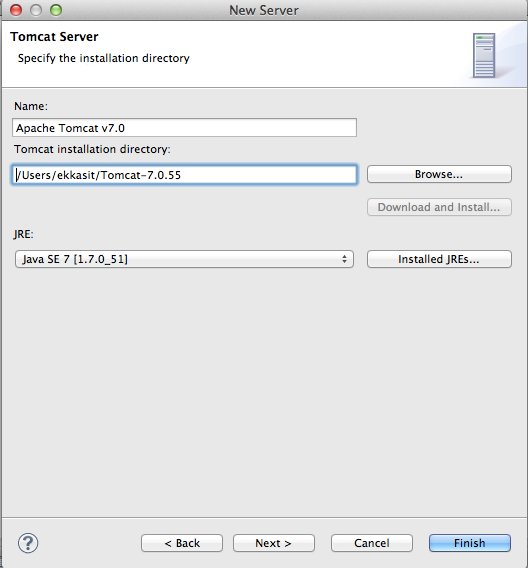 New Server
Tomcat Server
Specify the installation directory
Name:
Apache Tomcat v7.0
Tomcat installation directory:
/Users/ekkasit/Tomcat-7.0.55
Browse...
Download and Install...
JRE:
Java SE 7 [1.7.0_51]
Installed JREs...
?
< Back
Next >
Cancel
Finish